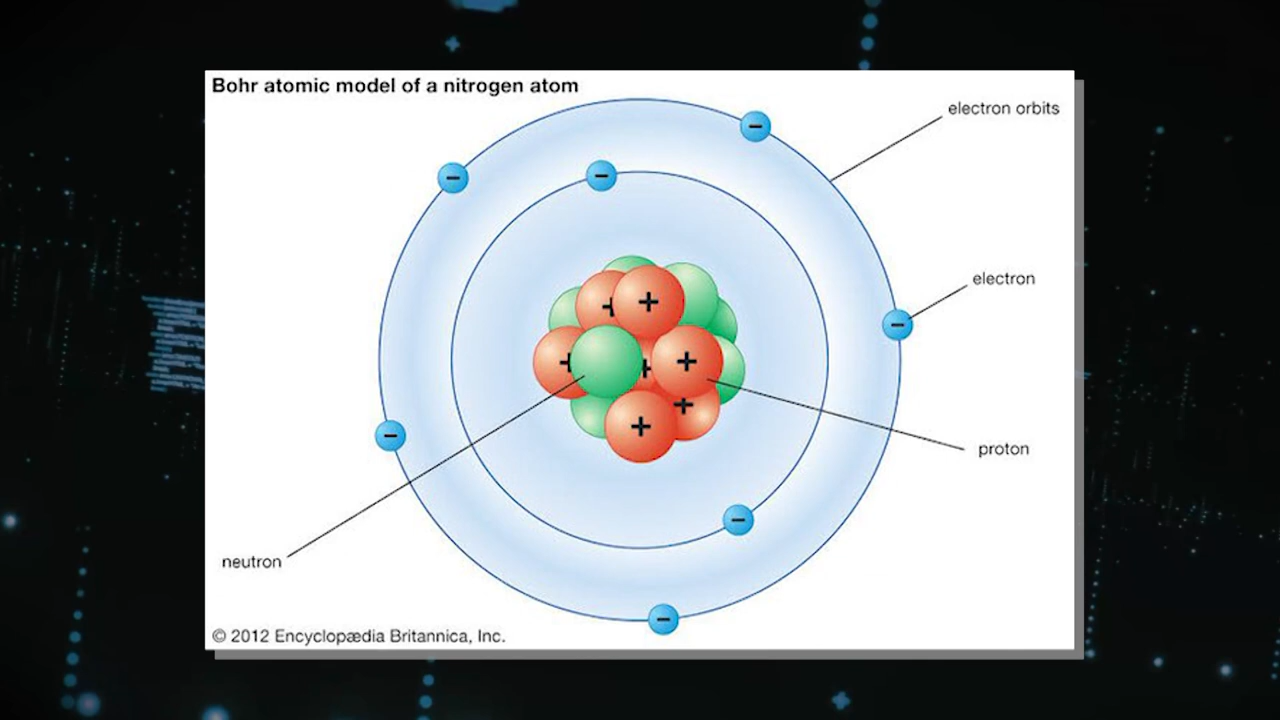 Bohr atomic model of a nitrogen atom
electron orbits
electron
proton
neutron
© 2012 Encyclopædia Britannica, Inc.
−
−
−
−
−
−
−
+
+
+
+
+
+
+